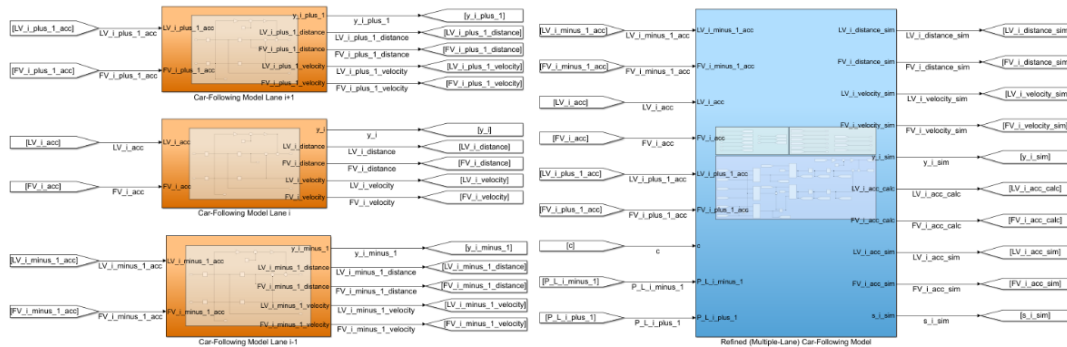 [LV_i_plus_1_acc]
LV_i_plus_1_acc
LV_i_plus_1_acc
[FV_i_plus_1_acc]
FV_i_plus_1_acc
FV_i_plus_1_acc
y_i_plus_1
LV_i_plus_1_distance
FV_i_plus_1_distance
LV_i_plus_1_velocity
FV_i_plus_1_velocity
y_i_plus_1
LV_i_plus_1_distance
FV_i_plus_1_distance
LV_i_plus_1_velocity
FV_i_plus_1_velocity
[y_i_plus_1]
[LV_i_plus_1_distance]
[FV_i_plus_1_distance]
[LV_i_plus_1_velocity]
[FV_i_plus_1_velocity]
Car-Following Model Lane i+1
[LV_i_acc]
LV_i_acc
LV_i_acc
[FV_i_acc]
FV_i_acc
FV_i_acc
y_i
LV_i_distance
FV_i_distance
LV_i_velocity
FV_i_velocity
y_i
LV_i_distance
FV_i_distance
LV_i_velocity
FV_i_velocity
[y_i]
[LV_i_distance]
[FV_i_distance]
[LV_i_velocity]
[FV_i_velocity]
Car-Following Model Lane i
[LV_i_minus_1_acc]
LV_i_minus_1_acc
LV_i_minus_1_acc
[FV_i_minus_1_acc]
FV_i_minus_1_acc
FV_i_minus_1_acc
y_i_minus_1
LV_i_minus_1_distance
FV_i_minus_1_distance
LV_i_minus_1_velocity
FV_i_minus_1_velocity
y_i_minus_1
LV_i_minus_1_distance
FV_i_minus_1_distance
LV_i_minus_1_velocity
FV_i_minus_1_velocity
[y_i_minus_1]
[LV_i_minus_1_distance]
[FV_i_minus_1_distance]
[LV_i_minus_1_velocity]
[FV_i_minus_1_velocity]
Car-Following Model Lane i-1
[LV_i_minus_1_acc]
LV_i_minus_1_acc
LV_i_minus_1_acc
[FV_i_minus_1_acc]
FV_i_minus_1_acc
FV_i_minus_1_acc
[LV_i_acc]
LV_i_acc
LV_i_acc
[FV_i_acc]
FV_i_acc
FV_i_acc
[LV_i_plus_1_acc]
LV_i_plus_1_acc
LV_i_plus_1_acc
[FV_i_plus_1_acc]
FV_i_plus_1_acc
FV_i_plus_1_acc
[c]
c
c
[P_L_i_minus_1]
P_L_i_minus_1
P_L_i_minus_1
[P_L_i_plus_1]
P_L_i_plus_1
P_L_i_plus_1
LV_i_distance_sim
LV_i_distance_sim
[LV_i_distance_sim]
FV_i_distance_sim
FV_i_distance_sim
[FV_i_distance_sim]
LV_i_velocity_sim
LV_i_velocity_sim
[LV_i_velocity_sim]
FV_i_velocity_sim
FV_i_velocity_sim
[FV_i_velocity_sim]
y_i_sim
y_i_sim
[y_i_sim]
LV_i_acc_calc
LV_i_acc_calc
[LV_i_acc_calc]
FV_i_acc_calc
FV_i_acc_calc
[FV_i_acc_calc]
LV_i_acc_sim
LV_i_acc_sim
[LV_i_acc_sim]
FV_i_acc_sim
FV_i_acc_sim
[FV_i_acc_sim]
s_i_sim
s_i_sim
[s_i_sim]
Refined (Multiple-Lane) Car-Following Model